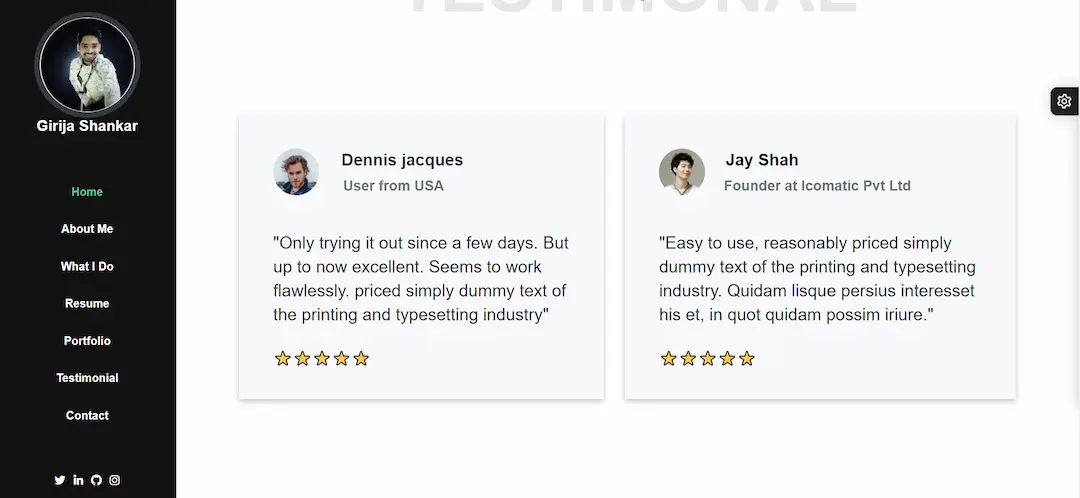 Girija Shankar
Home
About Me
What I Do
Resume
Portfolio
Testimonial
Contact
TESTIMONAL
Dennis jacques
User from USA
"Only trying it out since a few days. But
up to now excellent. Seems to work
flawlessly. priced simply dummy text of
the printing and typesetting industry"
Jay Shah
Founder at Icomatic Pvt Ltd
"Easy to use, reasonably priced simply
dummy text of the printing and typesetting
industry. Quidam lisque persius interesset
his et, in quot quidam possim iriure."